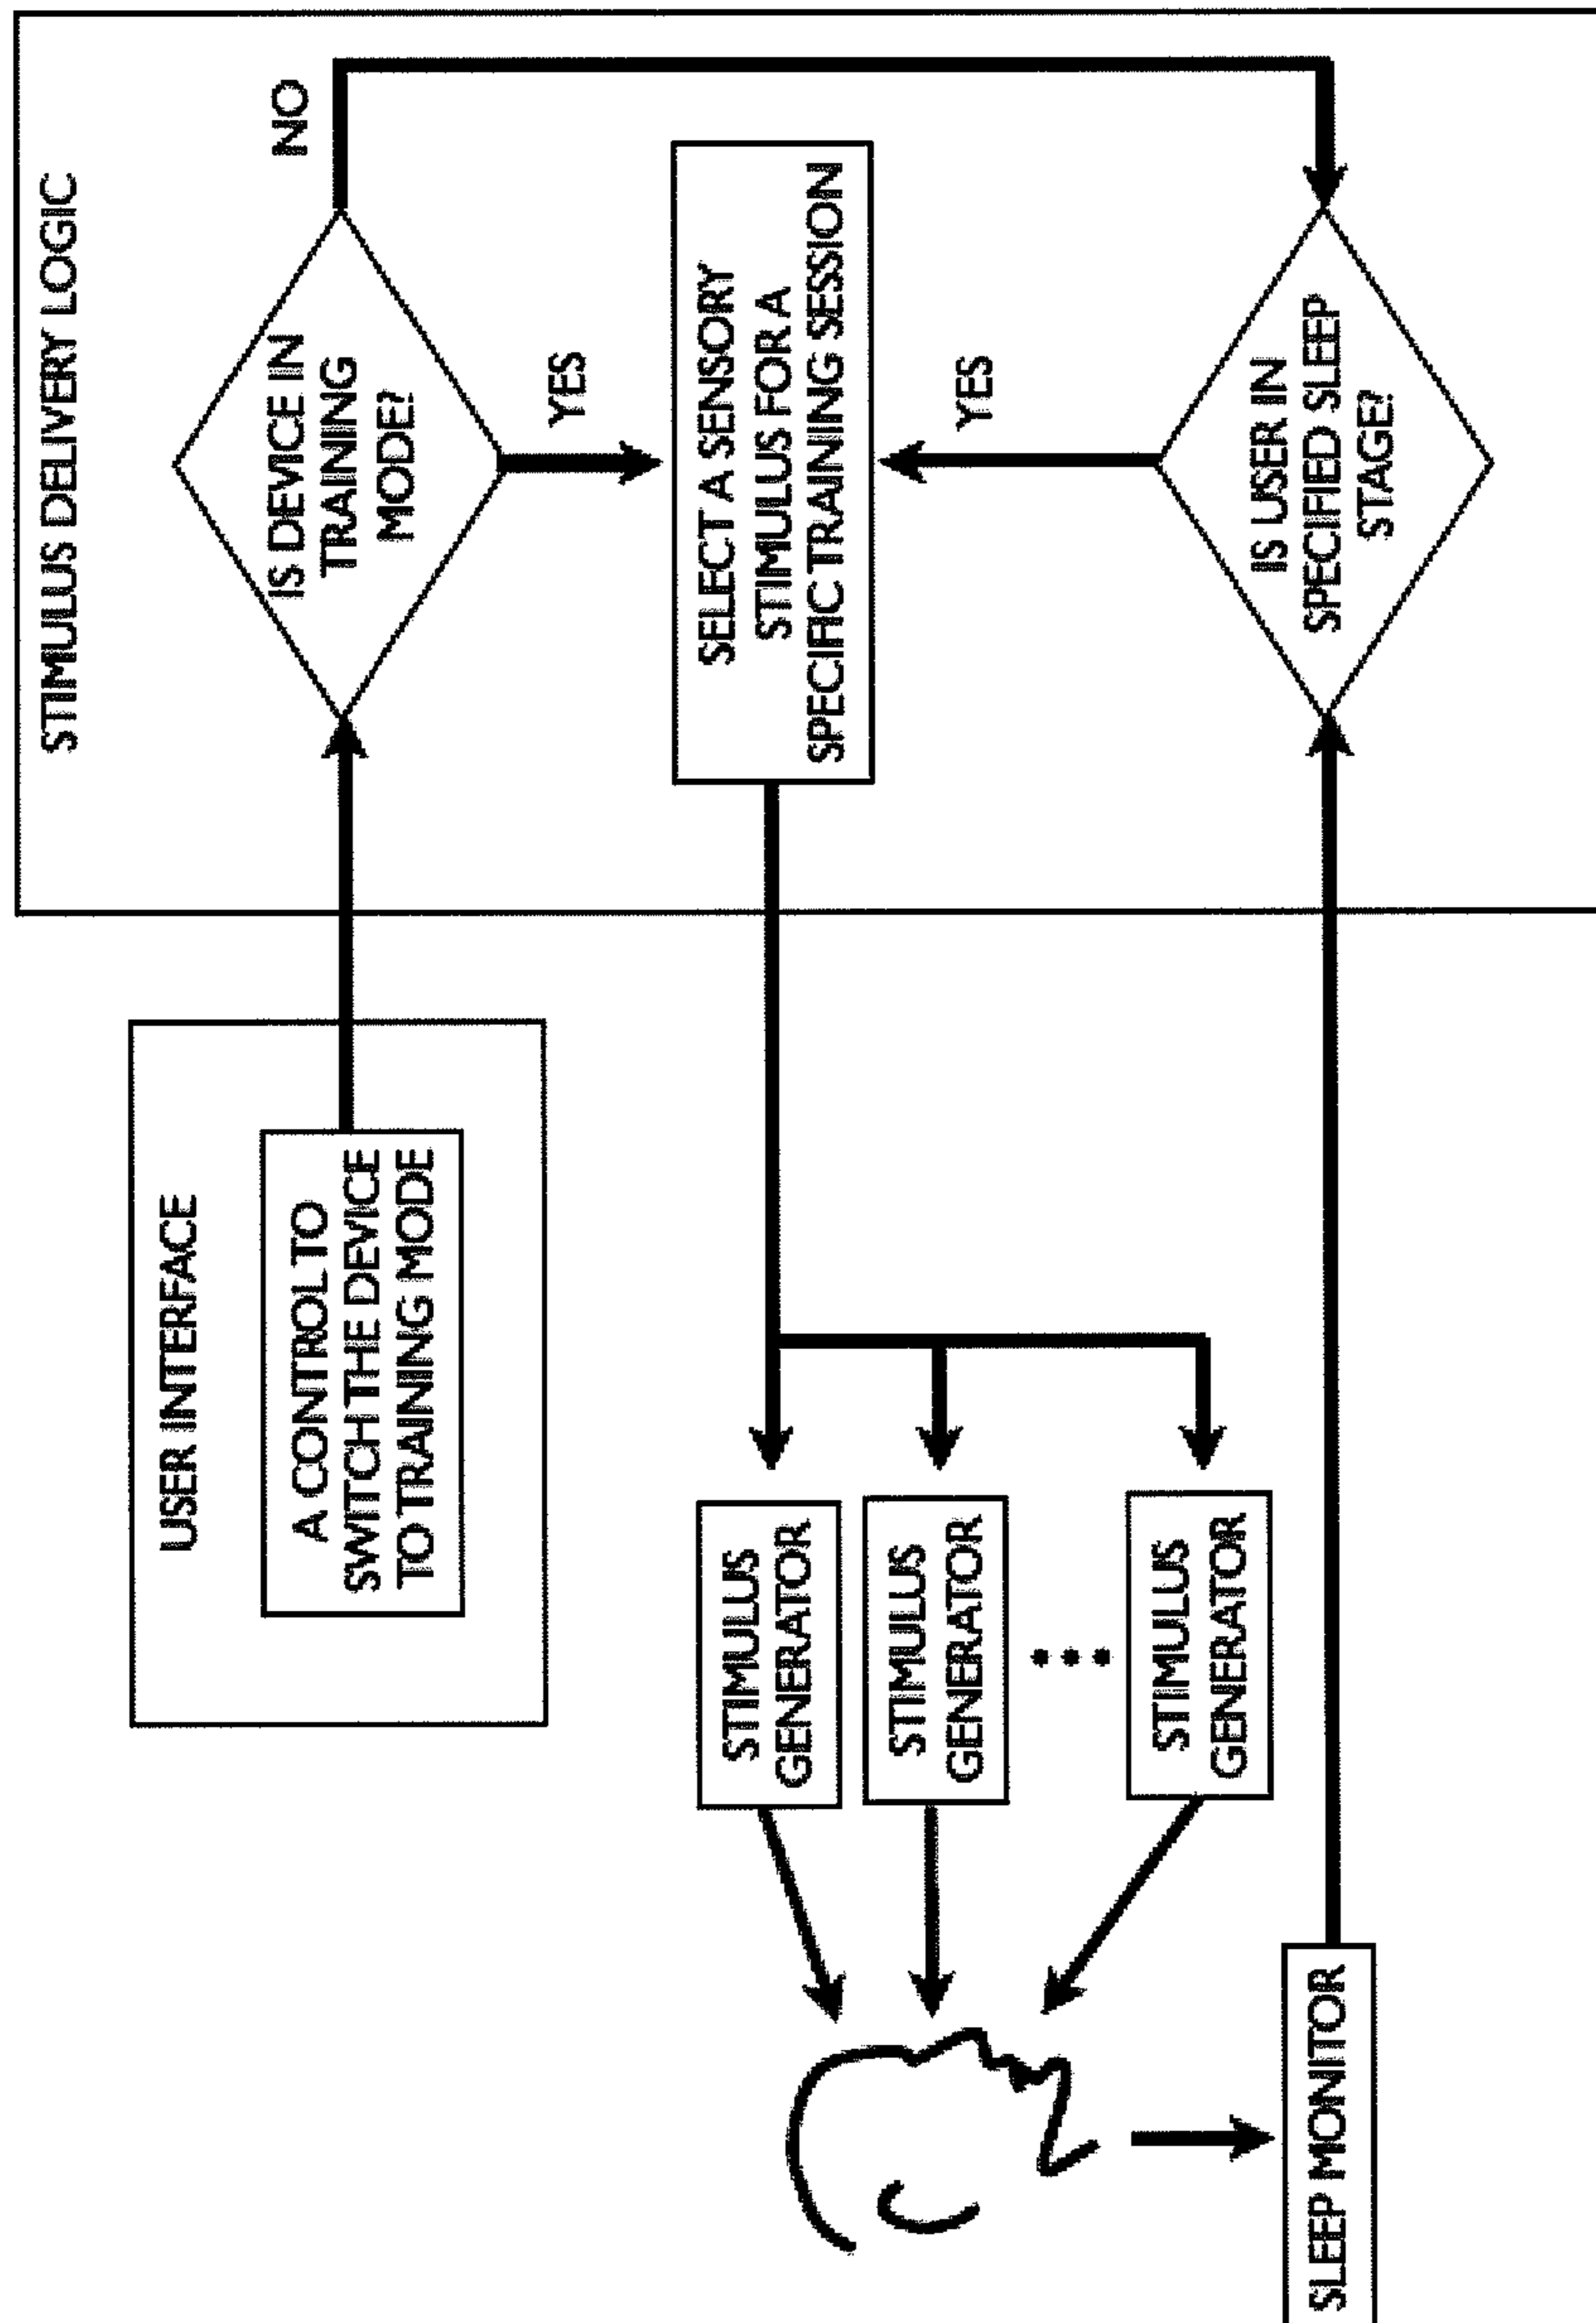 STIMULUS DELIVERY LOGIC
USER INTERFACE
A CONTROL TO
SWITCH THE DEVICE
TO TRAINING MODE
IS DEVICE IN
TRAINING
MODE?
NO
YES
SELECT A SENSORY
STIMULUS FOR A
SPECIFIC TRAINING SESSION
STIMULUS
GENERATOR
STIMULUS
GENERATOR
STIMULUS
GENERATOR
YES
IS USER IN
SPECIFIED SLEEP
STAGE?
SLEEP MONITOR